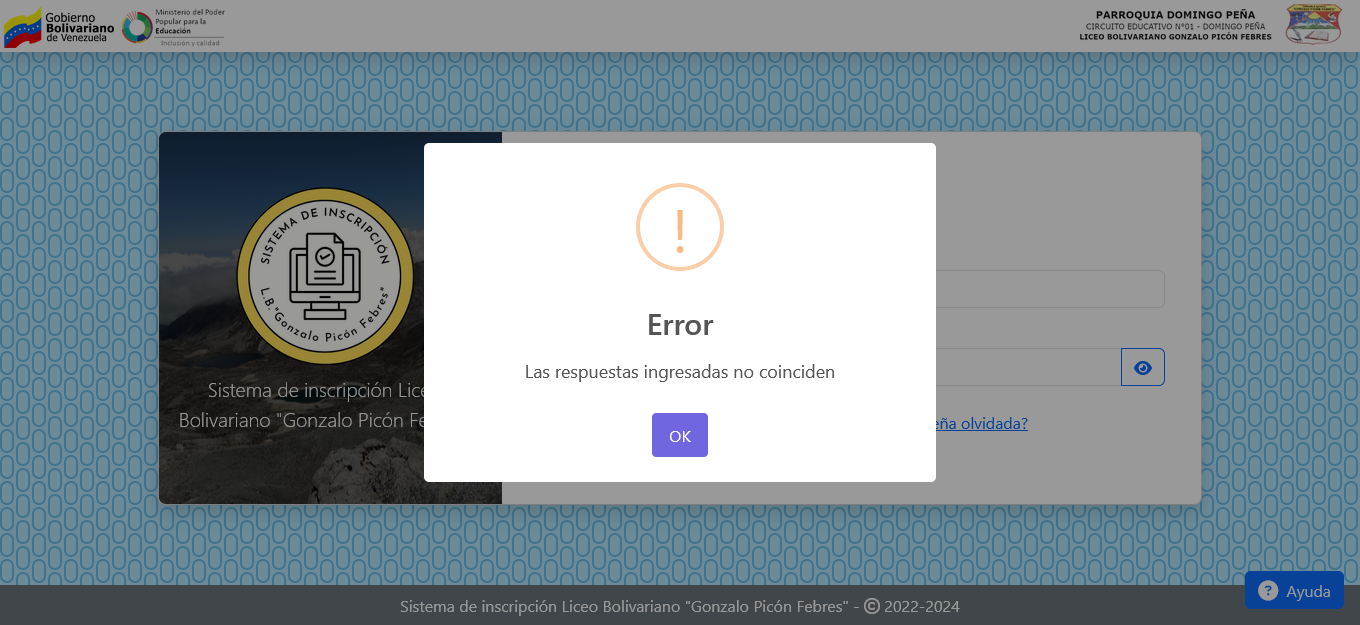 Gobierno
Bolivariano
de Venezuela
Ministerio del Poder
Popular para la
Educación
Inclusión y calidad
PARROQUIA DOMINGO PEÑA
CIRCUITO EDUCATIVO N°01 - DOMINGO PEÑA
LICEO BOLIVARIANO GONZALO PICÓN FEBRES
SISTEMA DE INSCRIPCIÓN
L.B."Gonzalo Picón Febres"
Sistema de inscripción Lice
Bolivariano "Gonzalo Picón Fe
Error
Las respuestas ingresadas no coinciden
OK
eña olvidada?
Sistema de inscripción Liceo Bolivariano "Gonzalo Picón Febres" - © 2022-2024
? Ayuda